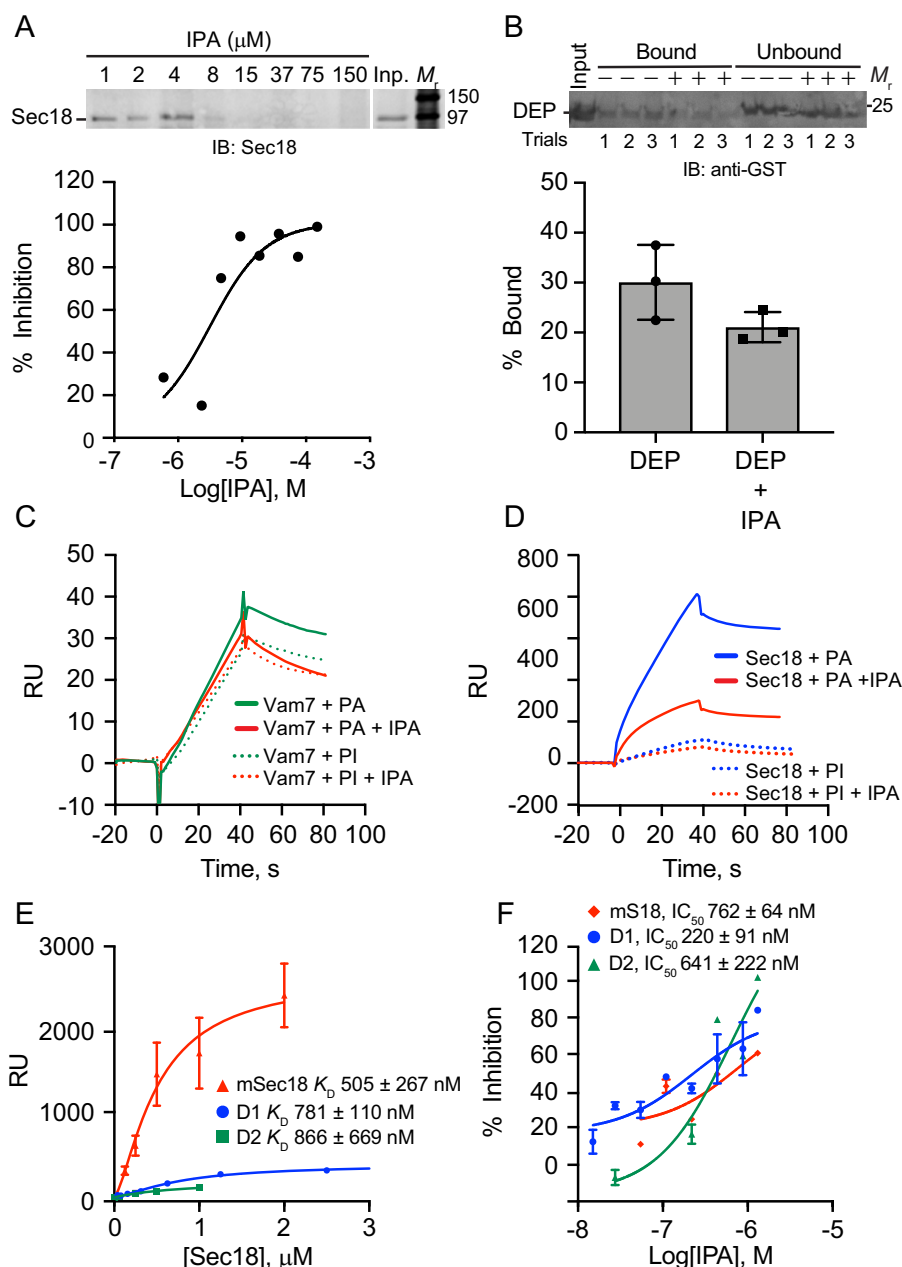 A
IPA (μM)
1 2 4 8 15 37 75 150 Inp. Mr
150
Sec18 97
IB: Sec18
120
100
80
60
40
20
0
% Inhibition
-7 -6 -5 -4 -3
Log[IPA], M
B
Input Bound Unbound
− − − + + + − − − + + + Mr
DEP -25
Trials 1 2 3 1 2 3 1 2 3 1 2 3
IB: anti-GST
50
40
30
20
10
0
% Bound
DEP DEP
+
IPA
C
50
40
30
20
10
0
-10
RU
Vam7 + PA
Vam7 + PA + IPA
Vam7 + PI
Vam7 + PI + IPA
-20 0 20 40 60 80 100
Time, s
D
800
600
400
200
0
-200
RU
Sec18 + PA
Sec18 + PA +IPA
Sec18 + PI
Sec18 + PI + IPA
-20 0 20 40 60 80 100
Time, s
E
3000
2000
1000
0
RU
mSec18 KD 505 ± 267 nM
D1 KD 781 ± 110 nM
D2 KD 866 ± 669 nM
0 1 2 3
[Sec18], μM
F
mS18, IC50 762 ± 64 nM
D1, IC50 220 ± 91 nM
D2, IC50 641 ± 222 nM
120
100
80
60
40
20
0
% Inhibition
-8 -7 -6 -5
Log[IPA], M